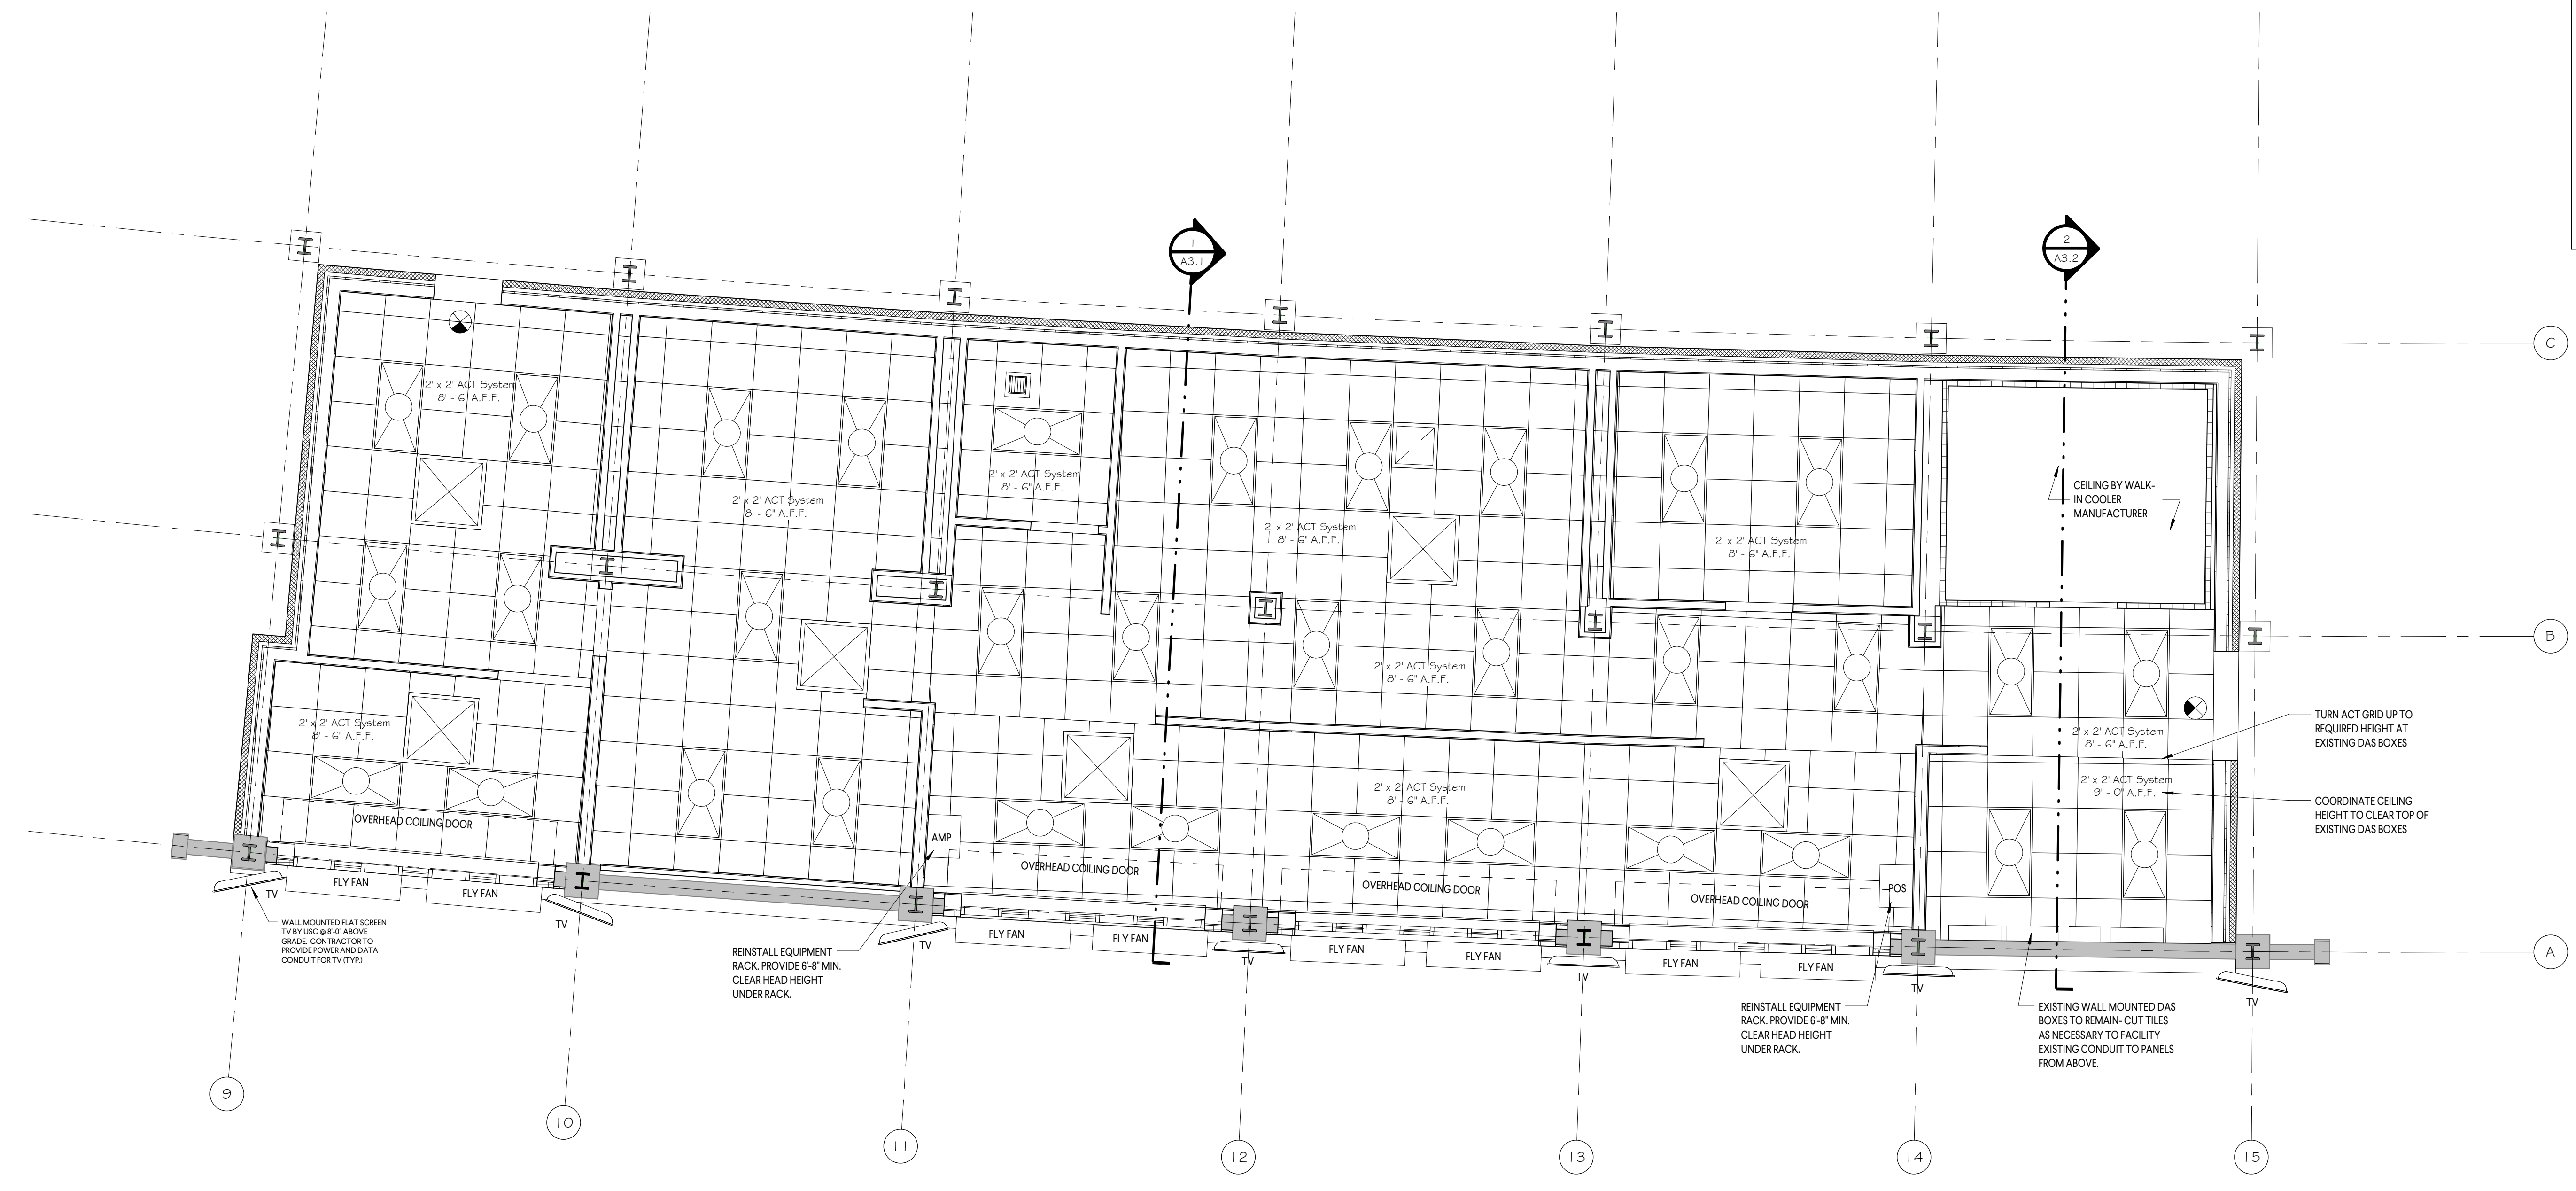 1
A3.1
2
A3.2
C
2' x 2' ACT System
8' - 6" A.F.F.
2' x 2' ACT System
8' - 6" A.F.F.
2' x 2' ACT System
8' - 6" A.F.F.
2' x 2' ACT System
8' - 6" A.F.F.
2' x 2' ACT System
8' - 6" A.F.F.
CEILING BY WALK-
IN COOLER
MANUFACTURER
B
2' x 2' ACT System
8' - 6" A.F.F.
2' x 2' ACT System
8' - 6" A.F.F.
2' x 2' ACT System
8' - 6" A.F.F.
2' x 2' ACT System
8' - 6" A.F.F.
2' x 2' ACT System
9' - 0" A.F.F.
TURN ACT GRID UP TO
REQUIRED HEIGHT AT
EXISTING DAS BOXES
COORDINATE CEILING
HEIGHT TO CLEAR TOP OF
EXISTING DAS BOXES
OVERHEAD COILING DOOR
AMP
OVERHEAD COILING DOOR
OVERHEAD COILING DOOR
OVERHEAD COILING DOOR
POS
A
FLY FAN
FLY FAN
FLY FAN
FLY FAN
FLY FAN
FLY FAN
FLY FAN
FLY FAN
TV
TV
TV
TV
TV
TV
TV
WALL MOUNTED FLAT SCREEN
TV BY USC @ 8'-0" ABOVE
GRADE. CONTRACTOR TO
PROVIDE POWER AND DATA
CONDUIT FOR TV (TYP.)
REINSTALL EQUIPMENT
RACK. PROVIDE 6'-8" MIN.
CLEAR HEAD HEIGHT
UNDER RACK.
REINSTALL EQUIPMENT
RACK. PROVIDE 6'-8" MIN.
CLEAR HEAD HEIGHT
UNDER RACK.
EXISTING WALL MOUNTED DAS
BOXES TO REMAIN- CUT TILES
AS NECESSARY TO FACILITY
EXISTING CONDUIT TO PANELS
FROM ABOVE.
9
10
11
12
13
14
15